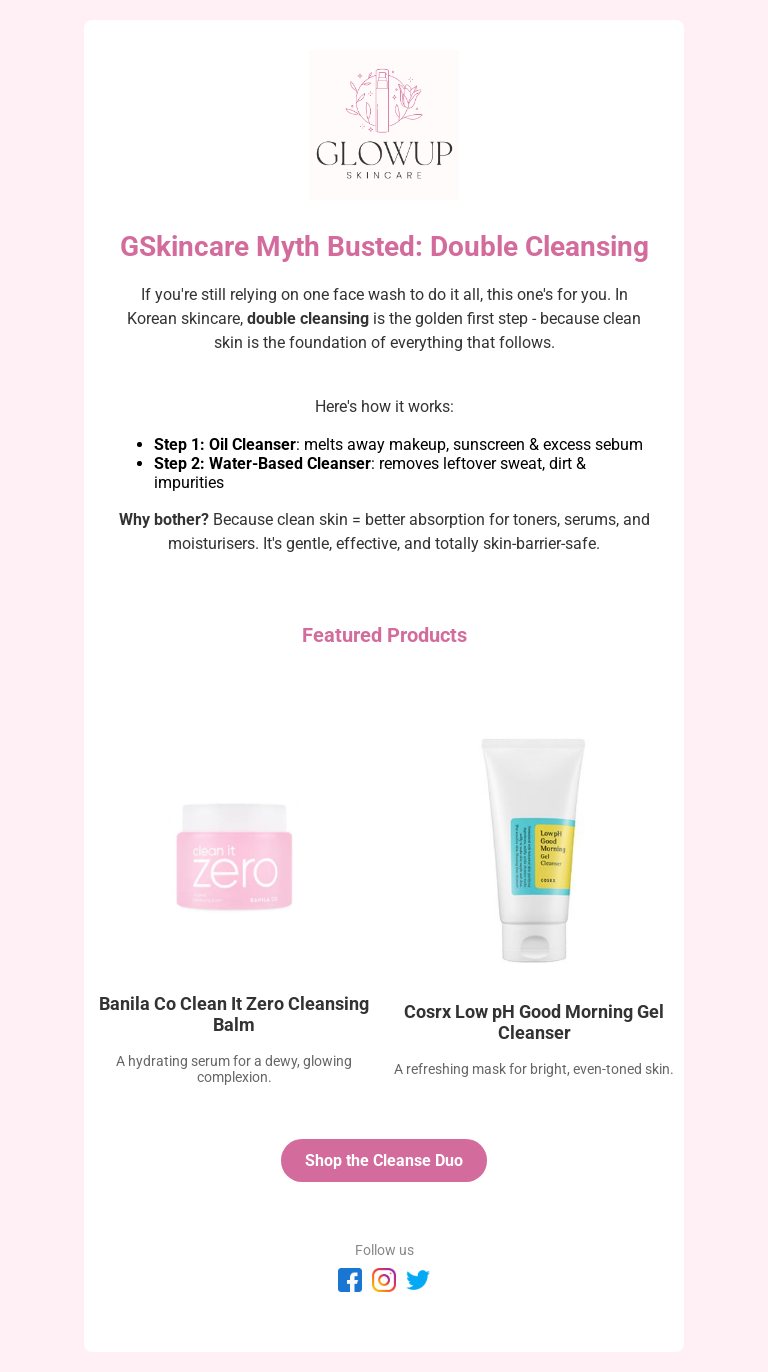 GLOWUP
SKINCARE
GSkincare Myth Busted: Double Cleansing
If you're still relying on one face wash to do it all, this one's for you. In
Korean skincare, double cleansing is the golden first step - because clean
skin is the foundation of everything that follows.
Here's how it works:
• Step 1: Oil Cleanser: melts away makeup, sunscreen & excess sebum
• Step 2: Water-Based Cleanser: removes leftover sweat, dirt &
impurities
Why bother? Because clean skin = better absorption for toners, serums, and
moisturisers. It's gentle, effective, and totally skin-barrier-safe.
Featured Products
clean it
zero
BANILA CO
Low pH
Good
Morning
Gel
Cleanser
COSRX
Banila Co Clean It Zero Cleansing
Balm
A hydrating serum for a dewy, glowing
complexion.
Cosrx Low pH Good Morning Gel
Cleanser
A refreshing mask for bright, even-toned skin.
Shop the Cleanse Duo
Follow us